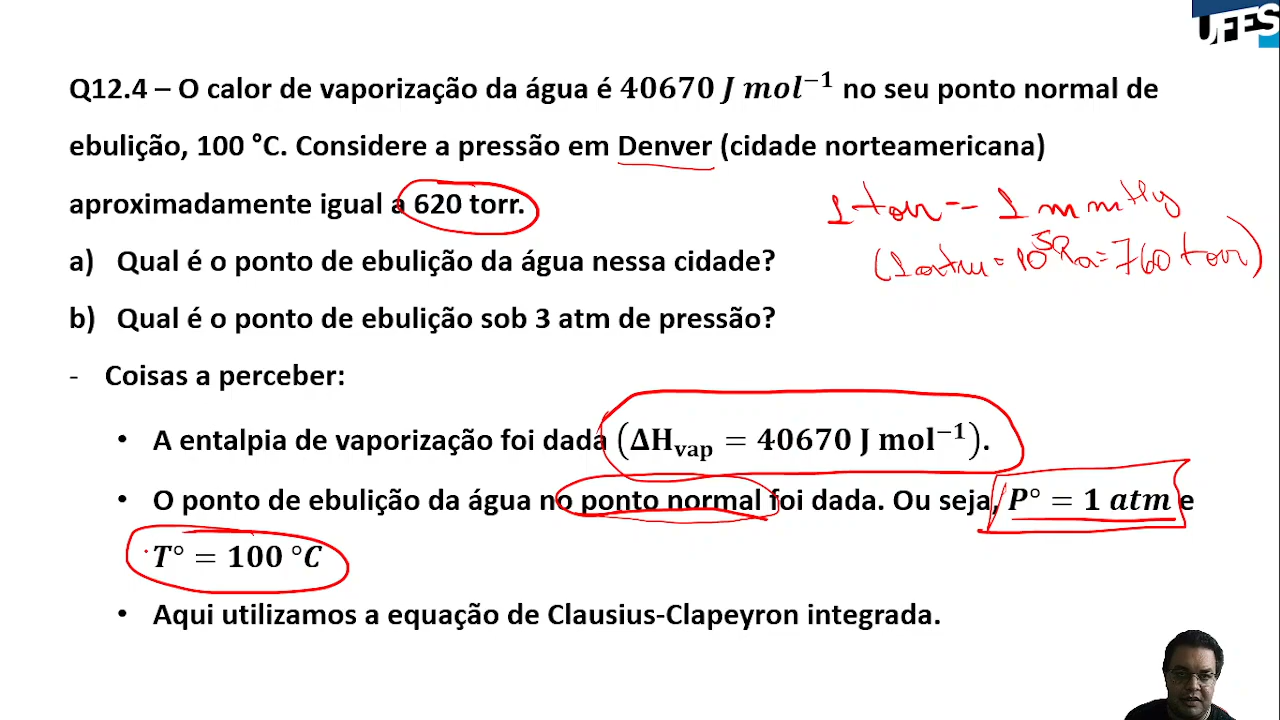 UFES
Q12.4 – O calor de vaporização da água é 40670 J mol⁻¹ no seu ponto normal de
ebulição, 100 °C. Considere a pressão em Denver (cidade norteamericana)
aproximadamente igual a 620 torr.
1 torr -- 1 mmHg
(1 atm = 10⁵ Pa = 760 torr)
a) Qual é o ponto de ebulição da água nessa cidade?
b) Qual é o ponto de ebulição sob 3 atm de pressão?
- Coisas a perceber:
• A entalpia de vaporização foi dada (ΔHvap = 40670 J mol⁻¹).
• O ponto de ebulição da água no ponto normal foi dada. Ou seja, P° = 1 atm e
T° = 100 °C
• Aqui utilizamos a equação de Clausius-Clapeyron integrada.